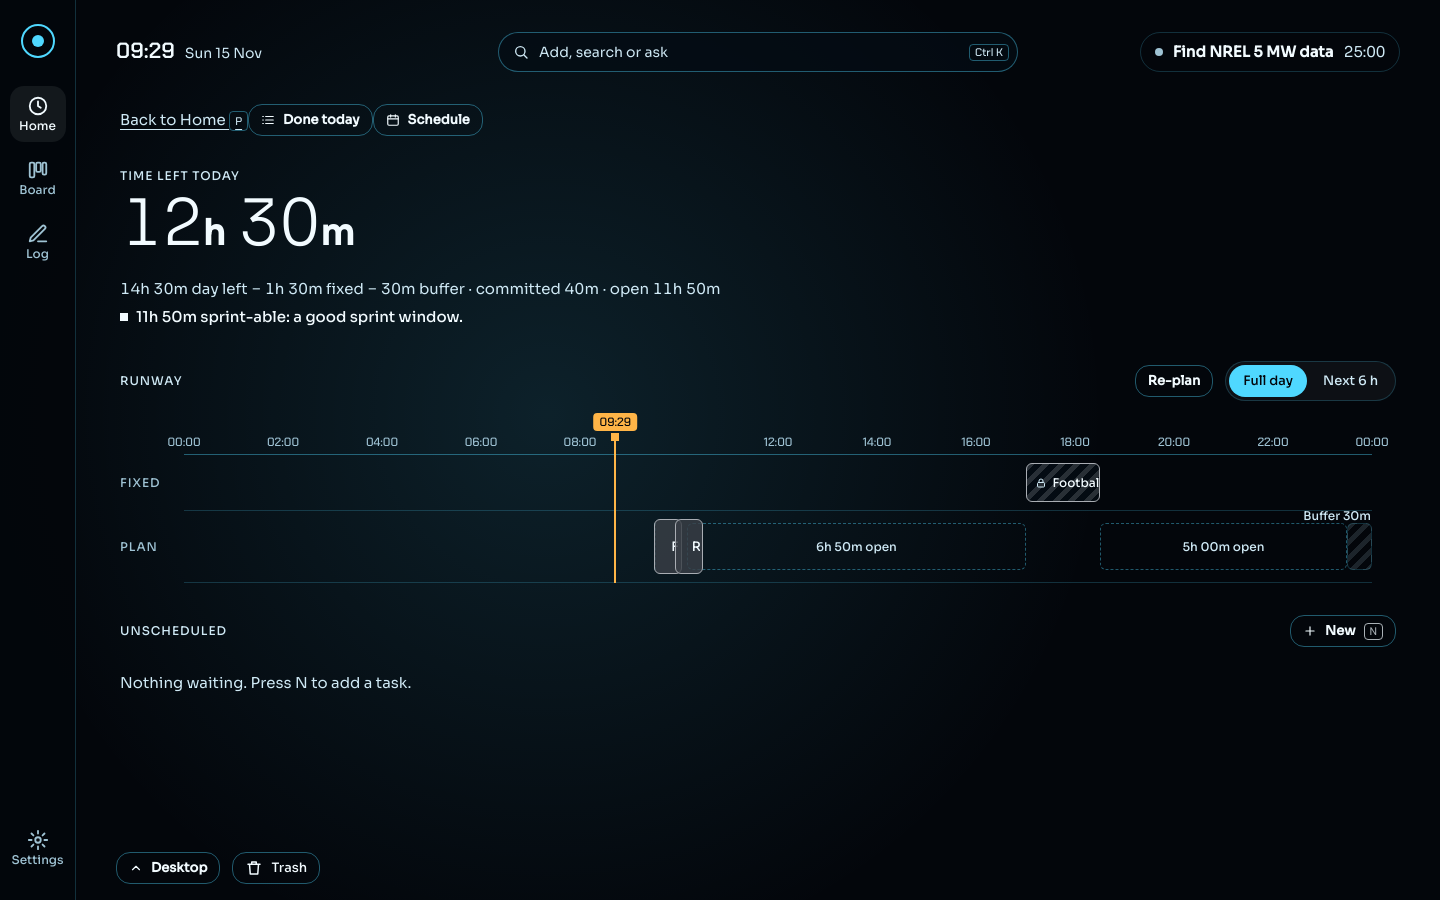 09:29 Sun 15 Nov
Add, search or ask Ctrl K
Find NREL 5 MW data 25:00
Home
Board
Log
Settings
Back to Home P
Done today
Schedule
TIME LEFT TODAY
12h 30m
14h 30m day left – 1h 30m fixed – 30m buffer · committed 40m · open 11h 50m
11h 50m sprint-able: a good sprint window.
RUNWAY
Re-plan
Full day
Next 6 h
09:29
00:00 02:00 04:00 06:00 08:00 12:00 14:00 16:00 18:00 20:00 22:00 00:00
FIXED
Footbal
Buffer 30m
PLAN
R
6h 50m open
5h 00m open
UNSCHEDULED
New N
Nothing waiting. Press N to add a task.
Desktop
Trash